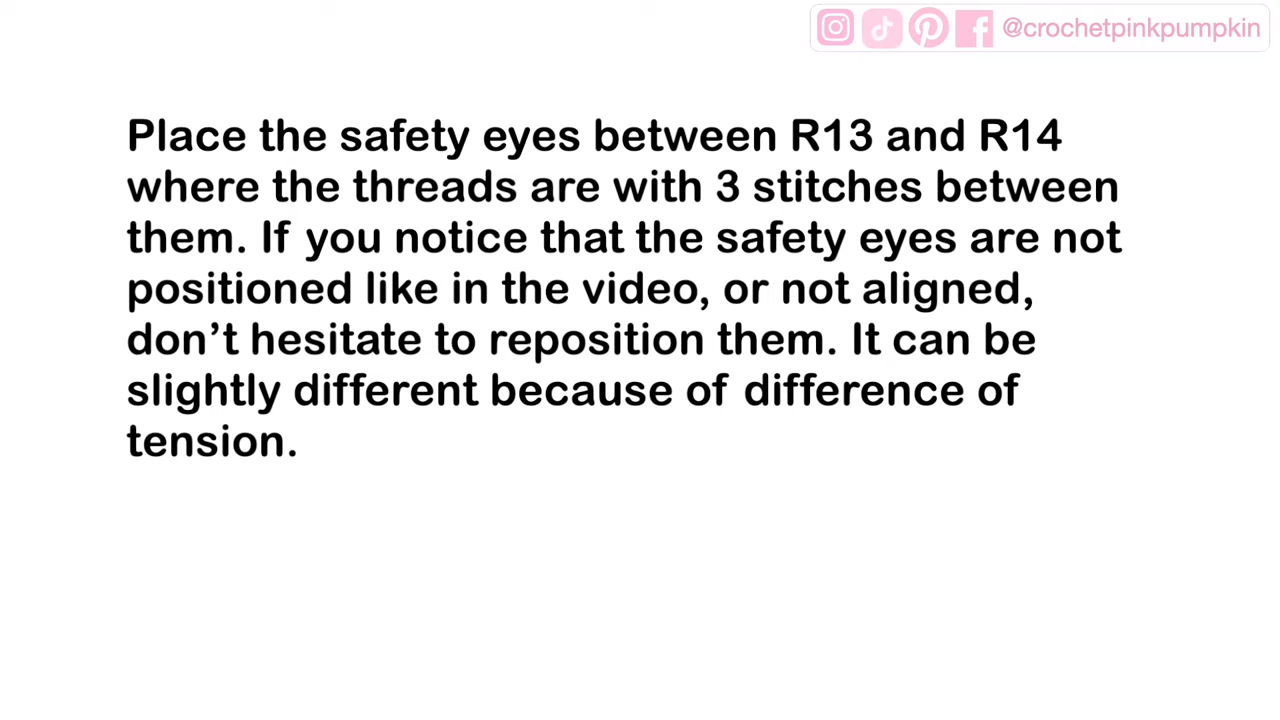 @crochetpinkpumpkin
Place the safety eyes between R13 and R14
where the threads are with 3 stitches between
them. If you notice that the safety eyes are not
positioned like in the video, or not aligned,
don’t hesitate to reposition them. It can be
slightly different because of difference of
tension.